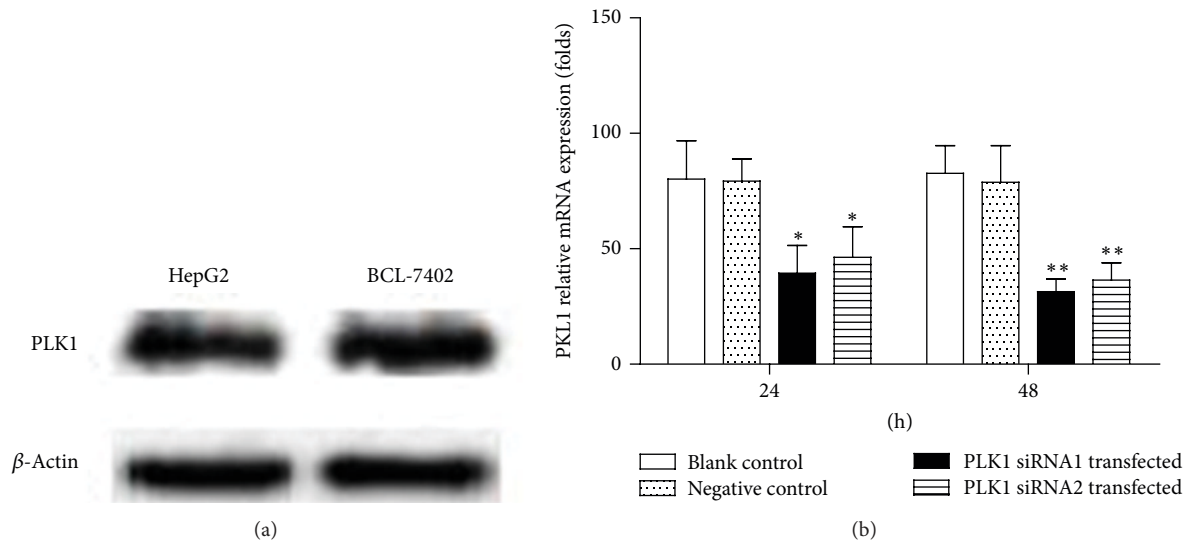 HepG2 BCL-7402
PLK1
β-Actin
(a)
PKL1 relative mRNA expression (folds)
150
100
50
0
* *
** **
24 48
(h)
Blank control
Negative control
PLK1 siRNA1 transfected
PLK1 siRNA2 transfected
(b)